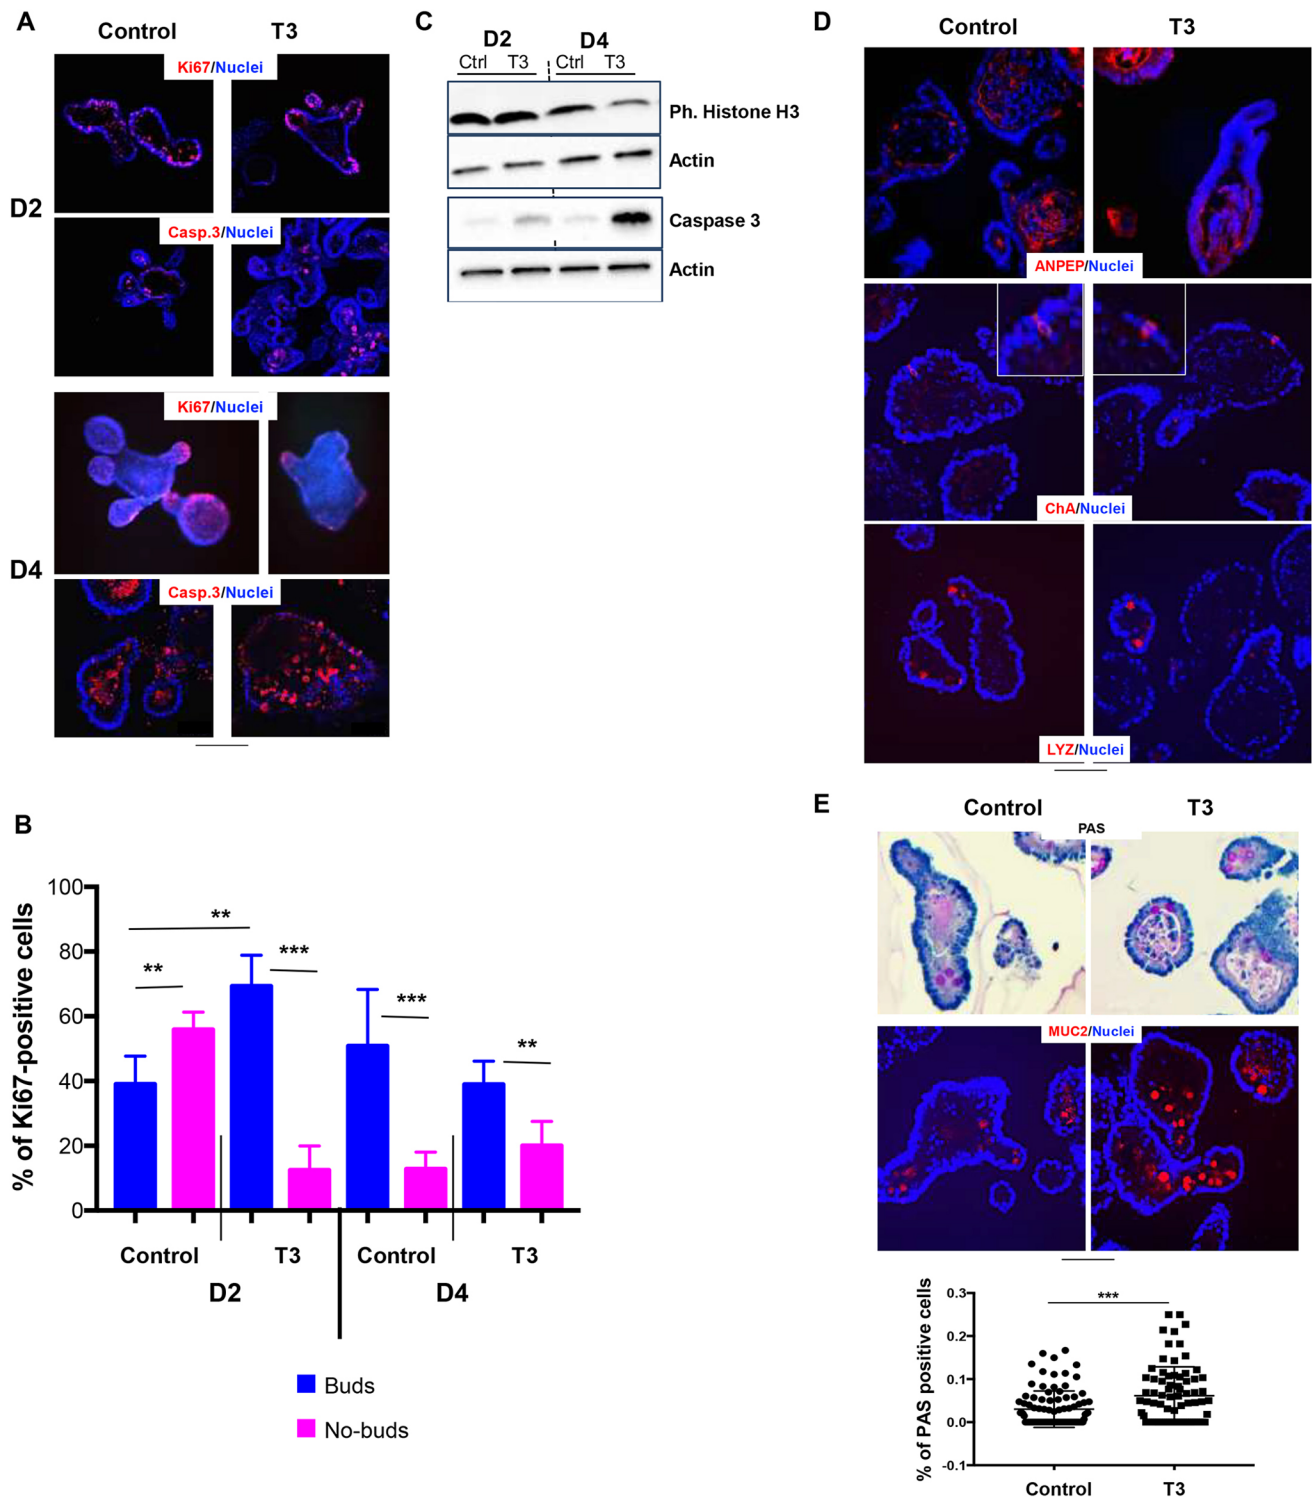 A
Control T3
Ki67/Nuclei
D2
Casp.3/Nuclei
Ki67/Nuclei
D4
Casp.3/Nuclei
B
% of Ki67-positive cells
100
80
60
40
20
0
**
**
***
***
**
Control T3 Control T3
D2 D4
Buds
No-buds
C
D2 D4
Ctrl T3 Ctrl T3
Ph. Histone H3
Actin
Caspase 3
Actin
D
Control T3
ANPEP/Nuclei
ChA/Nuclei
LYZ/Nuclei
E
Control T3
PAS
MUC2/Nuclei
% of PAS positive cells
0.3
0.2
0.1
0.0
-0.1
***
Control T3